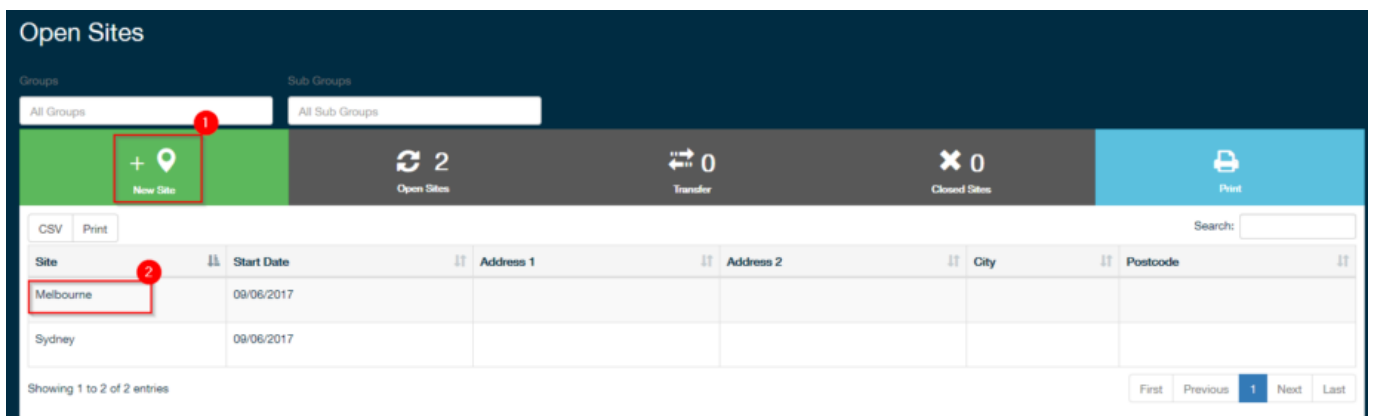 Open Sites
Groups Sub Groups
All Groups All Sub Groups
1
+ 2 0 0
New Site Open Sites Transfer Closed Sites Print
CSV Print Search:
Site Start Date Address 1 Address 2 City Postcode
2
Melbourne 09/06/2017
Sydney 09/06/2017
Showing 1 to 2 of 2 entries First Previous 1 Next Last